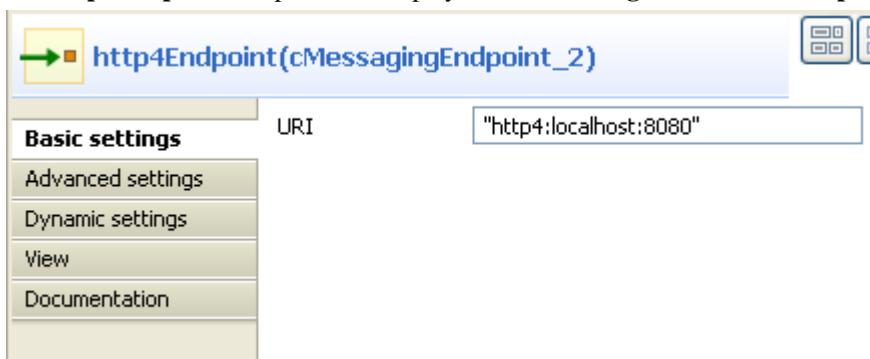 http4Endpoint(cMessagingEndpoint_2)
Basic settings
URI "http4:localhost:8080"
Advanced settings
Dynamic settings
View
Documentation